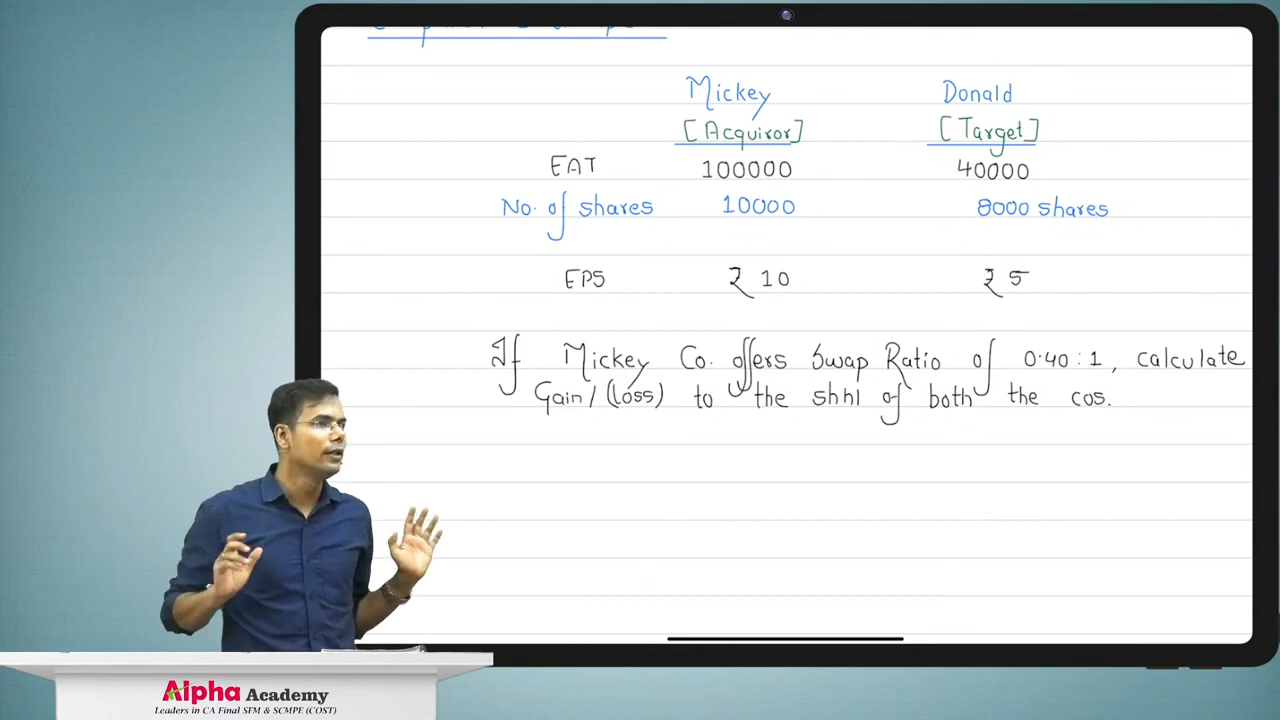 Mickey Donald
[Acquiror] [Target]
EAT 100000 40000
No. of shares 10000 8000 shares
EPS ₹ 10 ₹ 5
If Mickey Co. offers Swap Ratio of 0.40 : 1, calculate
Gain / (loss) to the shhl of both the cos.
Alpha Academy
Leaders in CA Final SFM & SCMPE (COST)